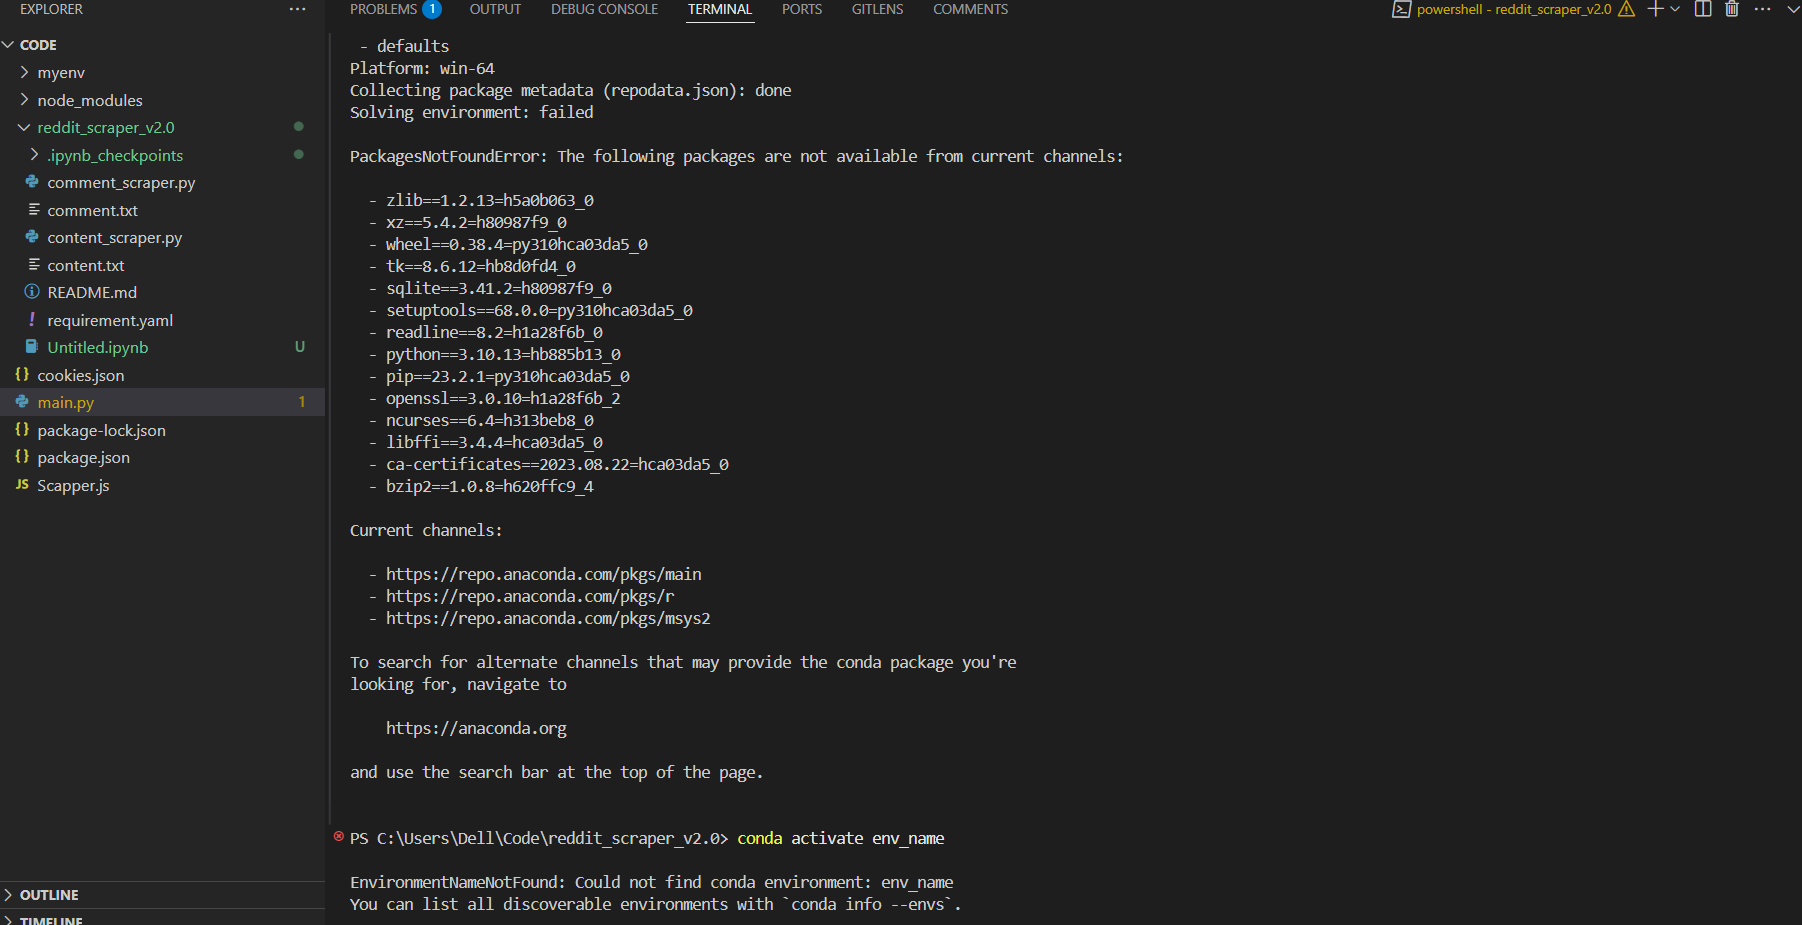 EXPLORER
CODE
myenv
node_modules
reddit_scraper_v2.0
.ipynb_checkpoints
comment_scraper.py
comment.txt
content_scraper.py
content.txt
README.md
requirement.yaml
Untitled.ipynb U
cookies.json
main.py 1
package-lock.json
package.json
JS Scapper.js
OUTLINE
TIMELINE
PROBLEMS 1 OUTPUT DEBUG CONSOLE TERMINAL PORTS GITLENS COMMENTS
powershell - reddit_scraper_v2.0
- defaults
Platform: win-64
Collecting package metadata (repodata.json): done
Solving environment: failed
PackagesNotFoundError: The following packages are not available from current channels:
- zlib==1.2.13=h5a0b063_0
- xz==5.4.2=h80987f9_0
- wheel==0.38.4=py310hca03da5_0
- tk==8.6.12=hb8d0fd4_0
- sqlite==3.41.2=h80987f9_0
- setuptools==68.0.0=py310hca03da5_0
- readline==8.2=h1a28f6b_0
- python==3.10.13=hb885b13_0
- pip==23.2.1=py310hca03da5_0
- openssl==3.0.10=h1a28f6b_2
- ncurses==6.4=h313beb8_0
- libffi==3.4.4=hca03da5_0
- ca-certificates==2023.08.22=hca03da5_0
- bzip2==1.0.8=h620ffc9_4
Current channels:
- https://repo.anaconda.com/pkgs/main
- https://repo.anaconda.com/pkgs/r
- https://repo.anaconda.com/pkgs/msys2
To search for alternate channels that may provide the conda package you're
looking for, navigate to
https://anaconda.org
and use the search bar at the top of the page.
PS C:\Users\Dell\Code\reddit_scraper_v2.0> conda activate env_name
EnvironmentNameNotFound: Could not find conda environment: env_name
You can list all discoverable environments with `conda info --envs`.